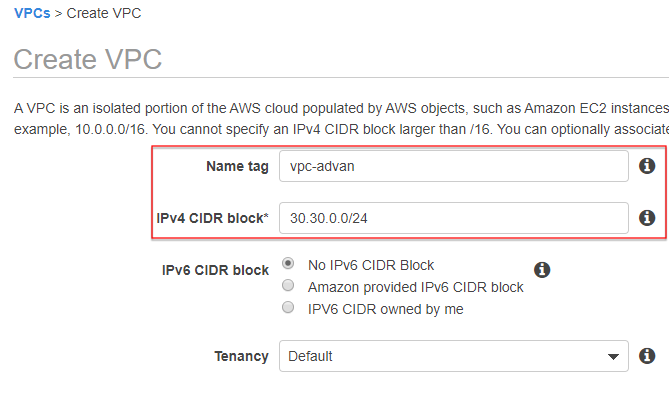 VPCs > Create VPC
Create VPC
A VPC is an isolated portion of the AWS cloud populated by AWS objects, such as Amazon EC2 instances
example, 10.0.0.0/16. You cannot specify an IPv4 CIDR block larger than /16. You can optionally associate
Name tag vpc-advan
IPv4 CIDR block* 30.30.0.0/24
IPv6 CIDR block No IPv6 CIDR Block
Amazon provided IPv6 CIDR block
IPV6 CIDR owned by me
Tenancy Default